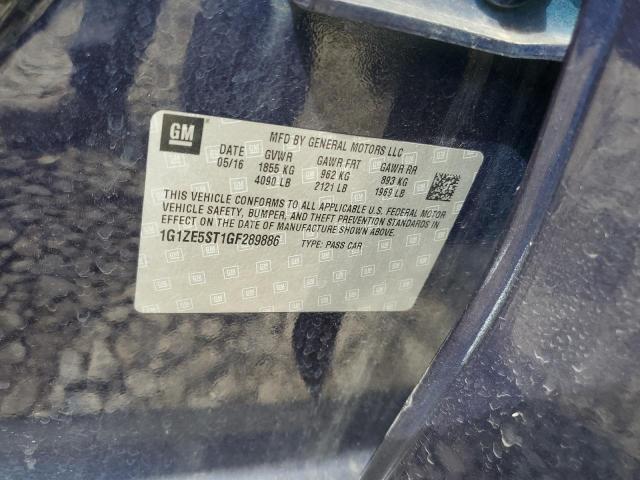 GM
MFD BY GENERAL MOTORS LLC
DATE GVWR GAWR FRT GAWR RR
05/16 1855 KG 962 KG 893 KG
4090 LB 2121 LB 1969 LB
THIS VEHICLE CONFORMS TO ALL APPLICABLE U.S. FEDERAL MOTOR
VEHICLE SAFETY, BUMPER, AND THEFT PREVENTION STANDARDS IN
EFFECT ON THE DATE OF MANUFACTURE SHOWN ABOVE.
1G1ZE5ST1GF289886 TYPE: PASS CAR